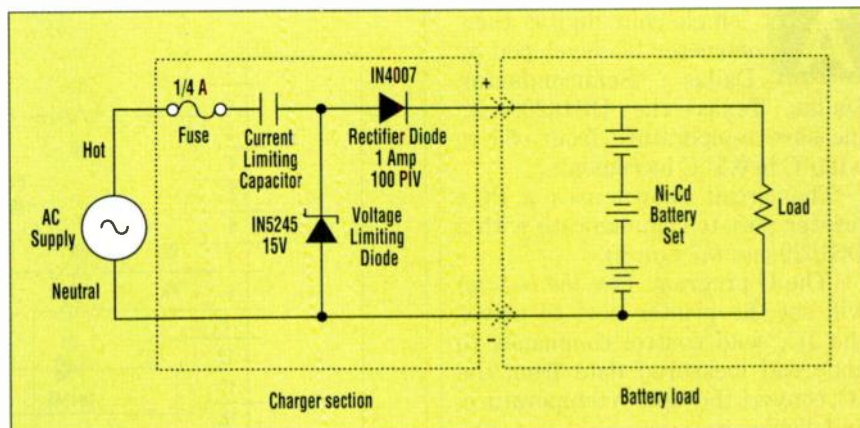 1/4 A
Fuse
Hot
Current
Limiting
Capacitor
IN4007
Rectifier Diode
1 Amp
100 PIV
+
AC
Supply
Neutral
IN5245
15V
Voltage
Limiting
Diode
Ni-Cd
Battery
Set
Load
-
Charger section
Battery load